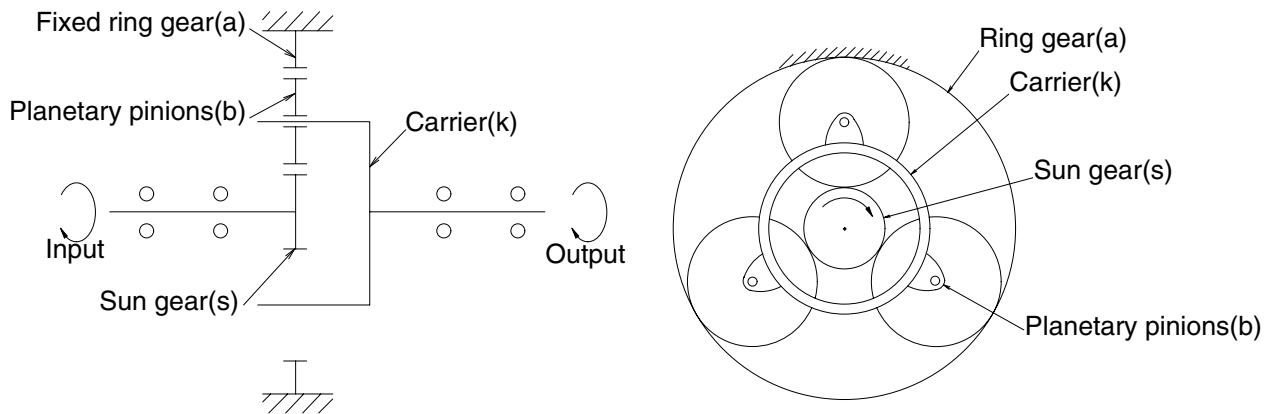 Fixed ring gear(a)
Planetary pinions(b)
Carrier(k)
Input
Output
Sun gear(s)
Ring gear(a)
Carrier(k)
Sun gear(s)
Planetary pinions(b)